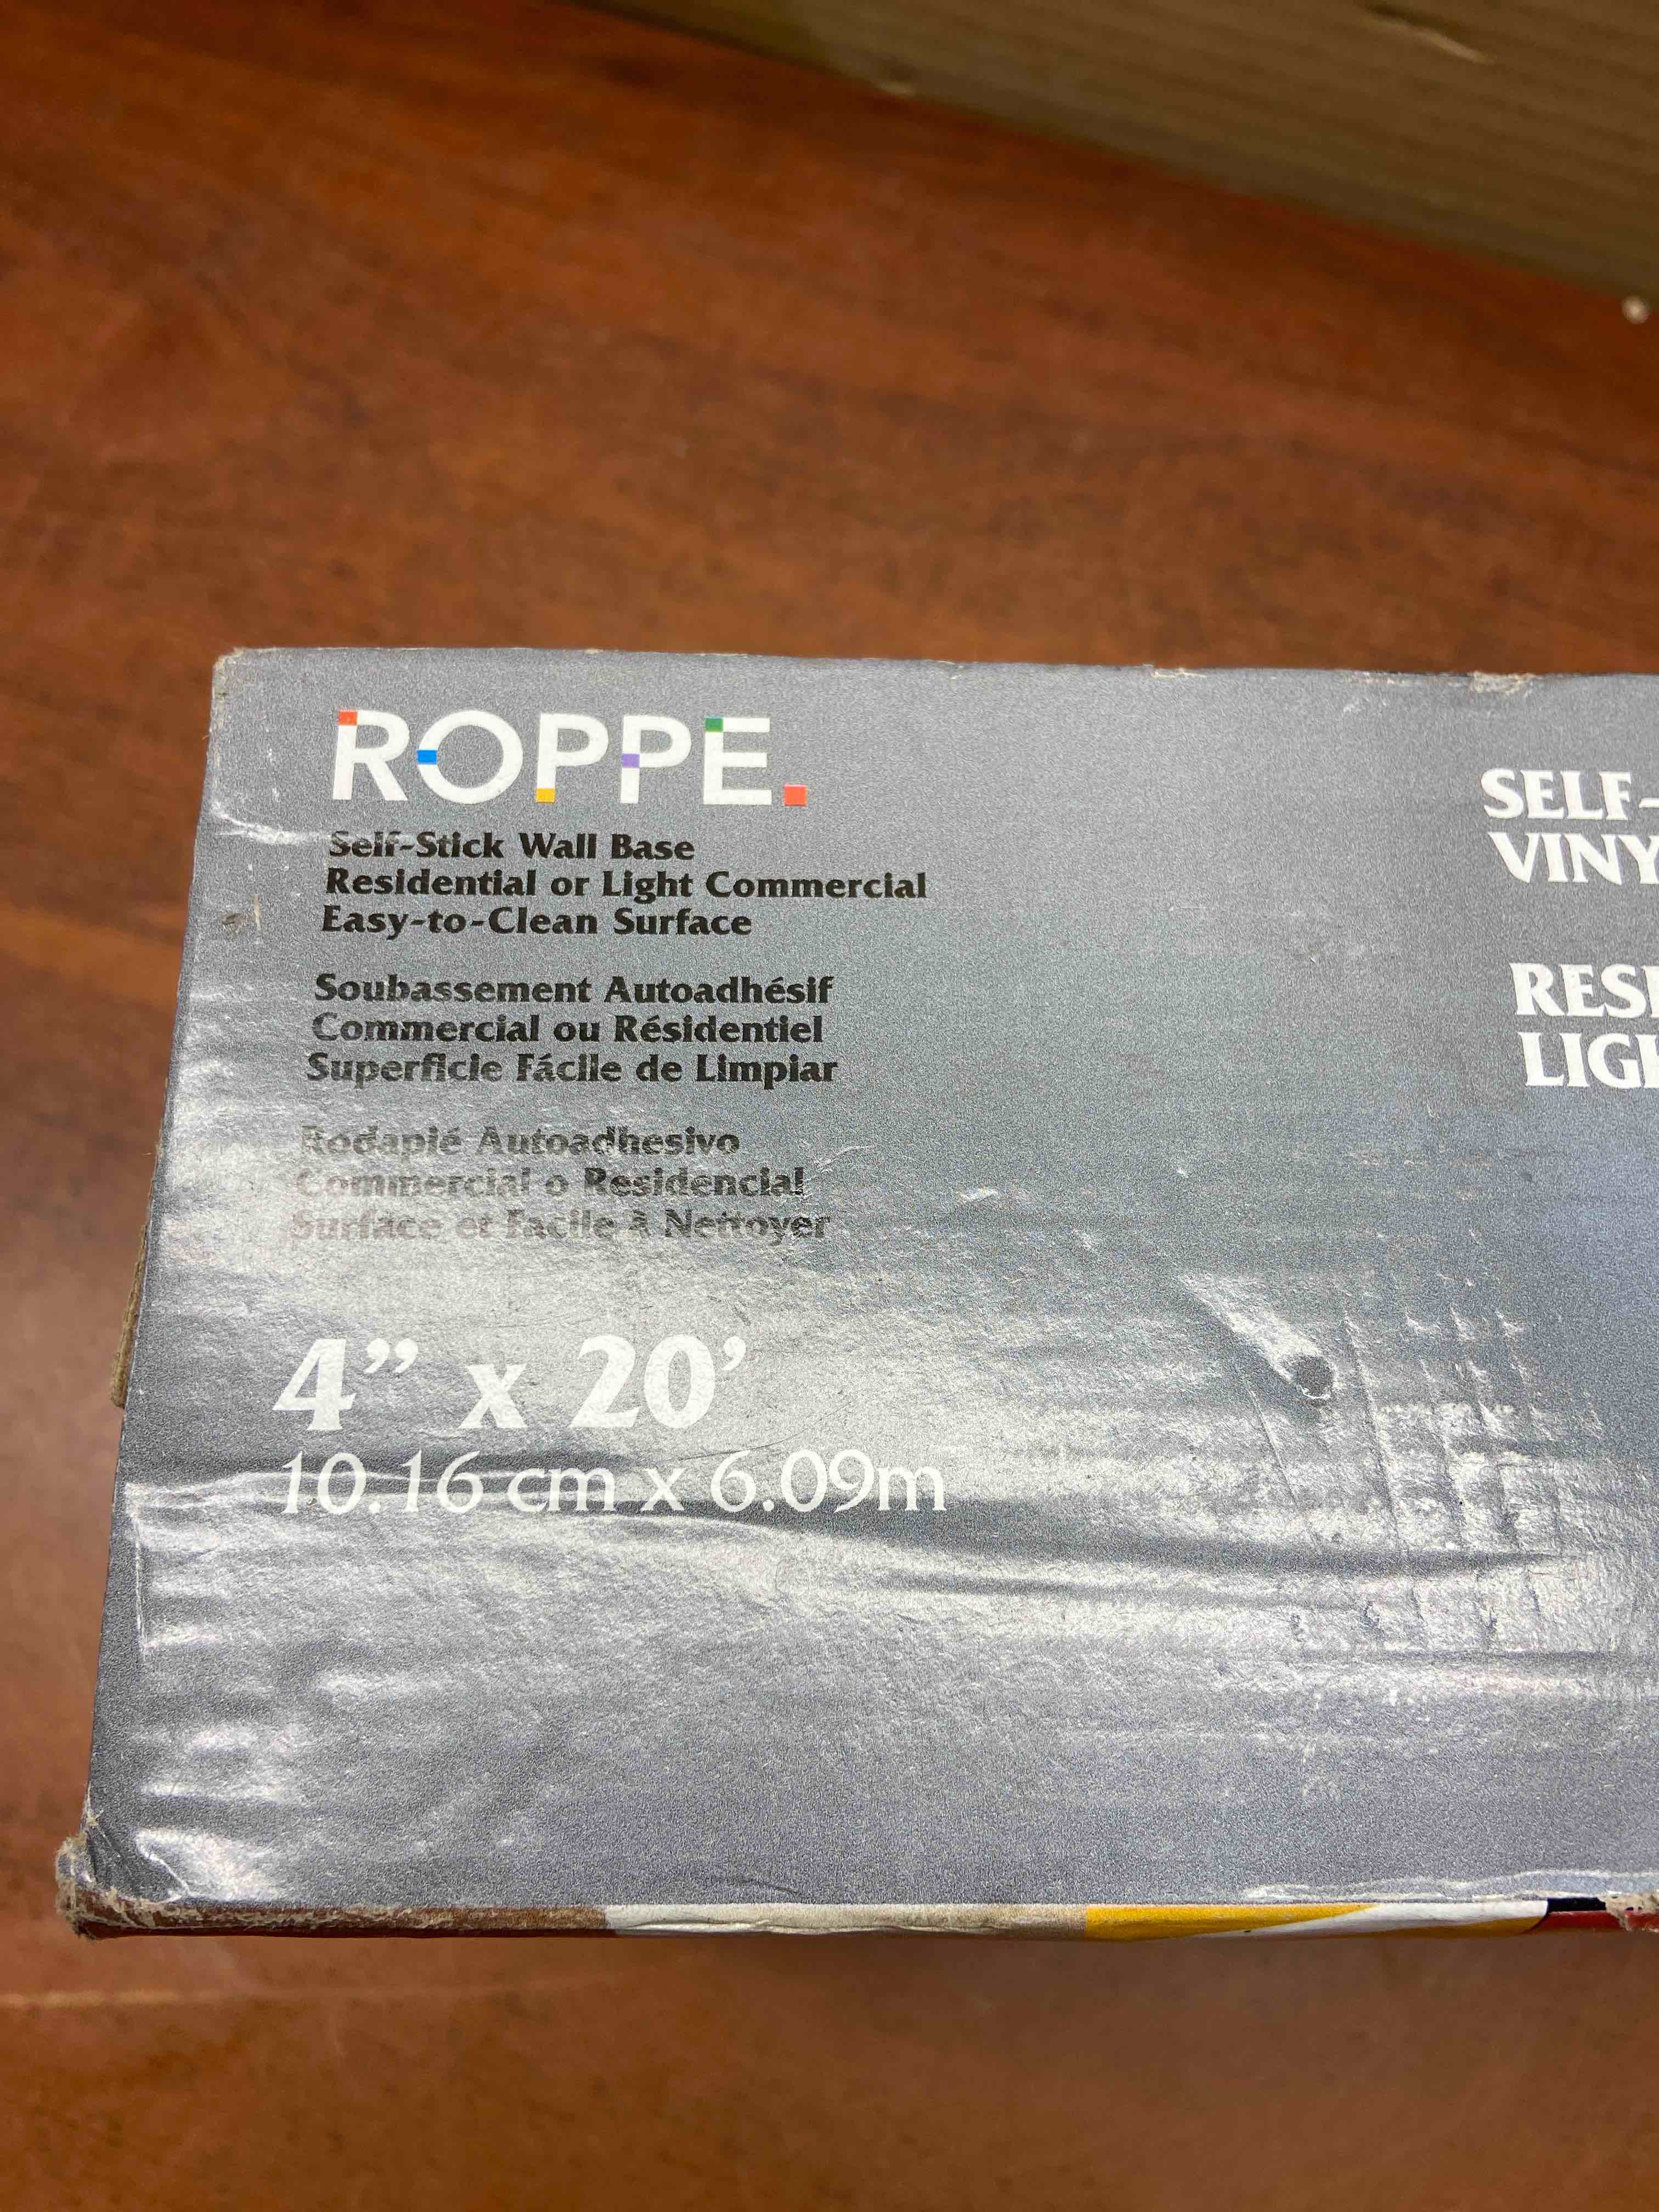 ROPPE.
Self-Stick Wall Base
Residential or Light Commercial
Easy-to-Clean Surface
Soubassement Autoadhésif
Commercial ou Résidentiel
Superficie Fácile de Limpiar
Rodapié Autoadhesivo
Commercial o Residencial
Surface et Facile à Nettoyer
4” x 20’
10.16 cm x 6.09m
SELF-
VINY
RESI
LIGH